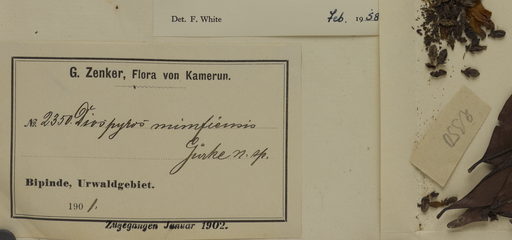 Det. F. White Feb. 1958
G. Zenker, Flora von Kamerun.
No. 2350. Diospyros mimfiensis
Gürke n. sp.
Bipinde, Urwaldgebiet.
1901.
Zugegangen Januar 1902.
2350